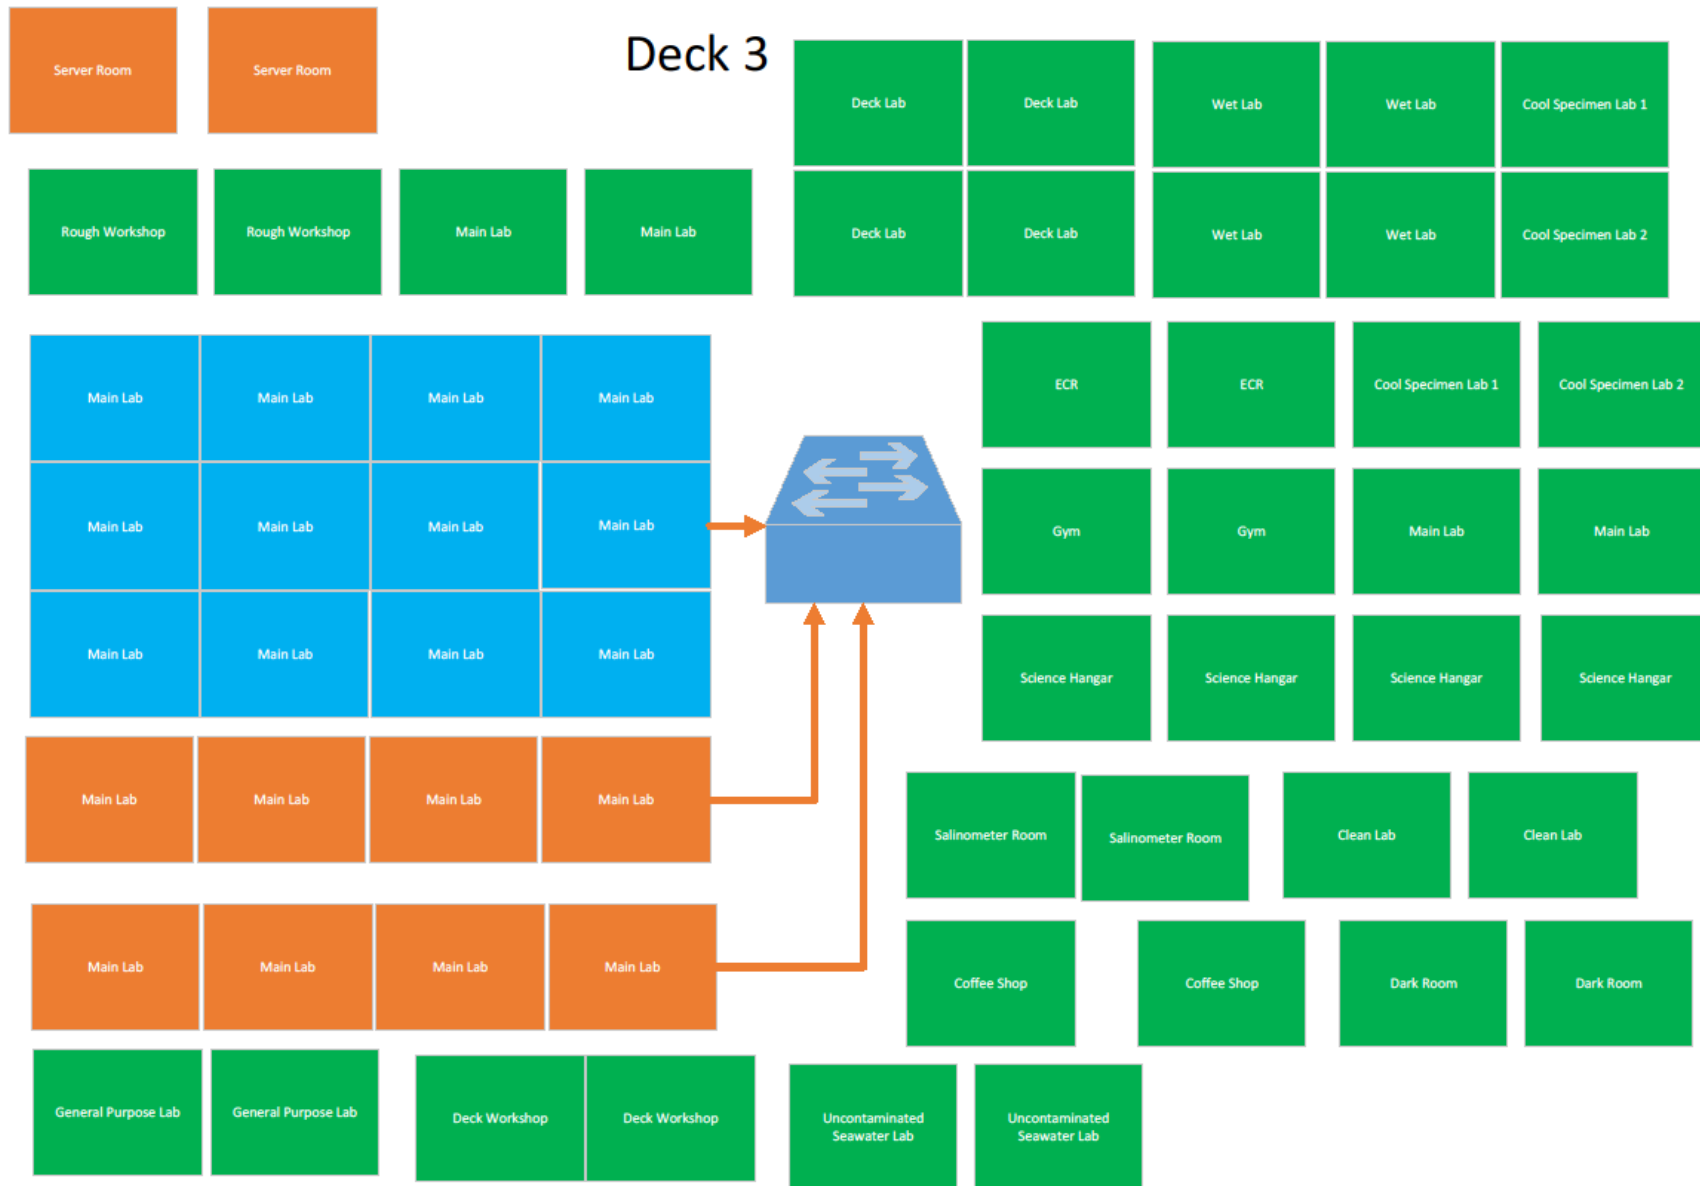 Deck 3
Server Room
Server Room
Deck Lab
Deck Lab
Wet Lab
Wet Lab
Cool Specimen Lab 1
Rough Workshop
Rough Workshop
Main Lab
Main Lab
Deck Lab
Deck Lab
Wet Lab
Wet Lab
Cool Specimen Lab 2
Main Lab
Main Lab
Main Lab
Main Lab
ECR
ECR
Cool Specimen Lab 1
Cool Specimen Lab 2
Main Lab
Main Lab
Main Lab
Main Lab
Gym
Gym
Main Lab
Main Lab
Main Lab
Main Lab
Main Lab
Main Lab
Science Hangar
Science Hangar
Science Hangar
Science Hangar
Main Lab
Main Lab
Main Lab
Main Lab
Salinometer Room
Salinometer Room
Clean Lab
Clean Lab
Main Lab
Main Lab
Main Lab
Main Lab
Coffee Shop
Coffee Shop
Dark Room
Dark Room
General Purpose Lab
General Purpose Lab
Deck Workshop
Deck Workshop
Uncontaminated
Seawater Lab
Uncontaminated
Seawater Lab